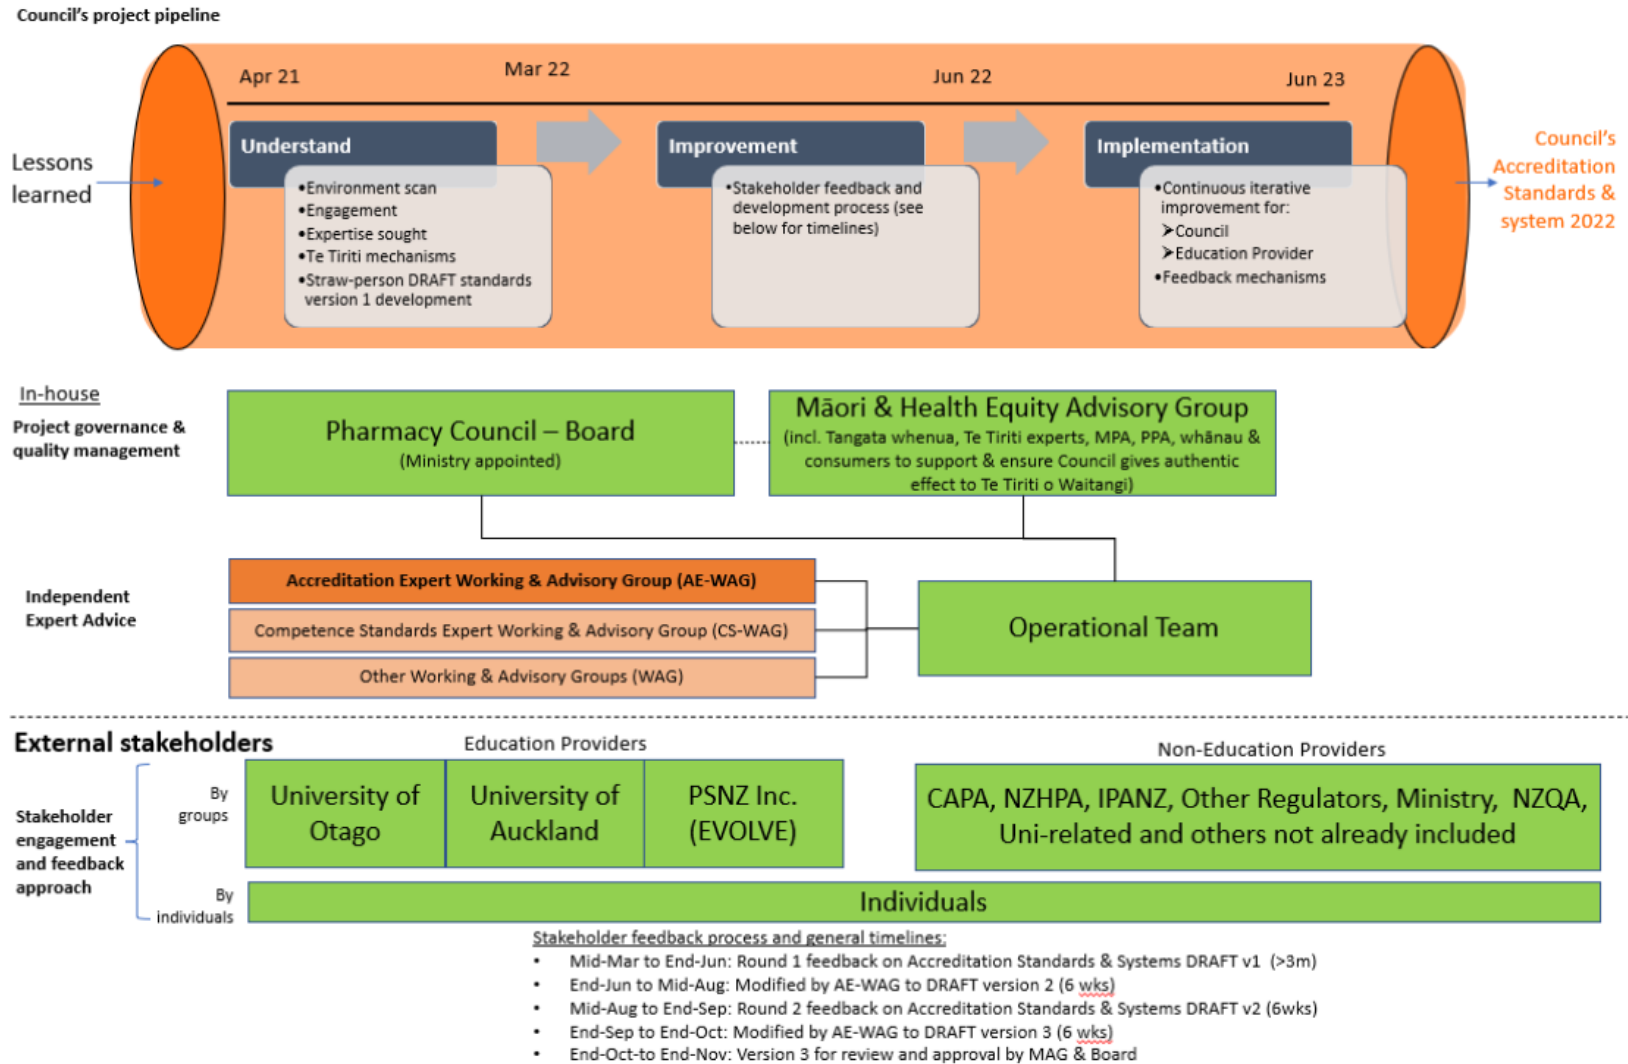 Council's project pipeline
Apr 21
Mar 22
Jun 22
Jun 23
Lessons
learned
Understand
•Environment scan
•Engagement
•Expertise sought
•Te Tiriti mechanisms
•Straw-person DRAFT standards
version 1 development
Improvement
•Stakeholder feedback and
development process (see
below for timelines)
Implementation
•Continuous iterative
improvement for:
➢Council
➢Education Provider
•Feedback mechanisms
Council's
Accreditation
Standards &
system 2022
In-house
Project governance &
quality management
Pharmacy Council – Board
(Ministry appointed)
Māori & Health Equity Advisory Group
(incl. Tangata whenua, Te Tiriti experts, MPA, PPA, whānau &
consumers to support & ensure Council gives authentic
effect to Te Tiriti o Waitangi)
Independent
Expert Advice
Accreditation Expert Working & Advisory Group (AE-WAG)
Competence Standards Expert Working & Advisory Group (CS-WAG)
Other Working & Advisory Groups (WAG)
Operational Team
External stakeholders
Education Providers
Non-Education Providers
Stakeholder
engagement
and feedback
approach
By
groups
University of
Otago
University of
Auckland
PSNZ Inc.
(EVOLVE)
CAPA, NZHPA, IPANZ, Other Regulators, Ministry, NZQA,
Uni-related and others not already included
By
individuals
Individuals
Stakeholder feedback process and general timelines:
• Mid-Mar to End-Jun: Round 1 feedback on Accreditation Standards & Systems DRAFT v1 (>3m)
• End-Jun to Mid-Aug: Modified by AE-WAG to DRAFT version 2 (6 wks)
• Mid-Aug to End-Sep: Round 2 feedback on Accreditation Standards & Systems DRAFT v2 (6wks)
• End-Sep to End-Oct: Modified by AE-WAG to DRAFT version 3 (6 wks)
• End-Oct-to End-Nov: Version 3 for review and approval by MAG & Board